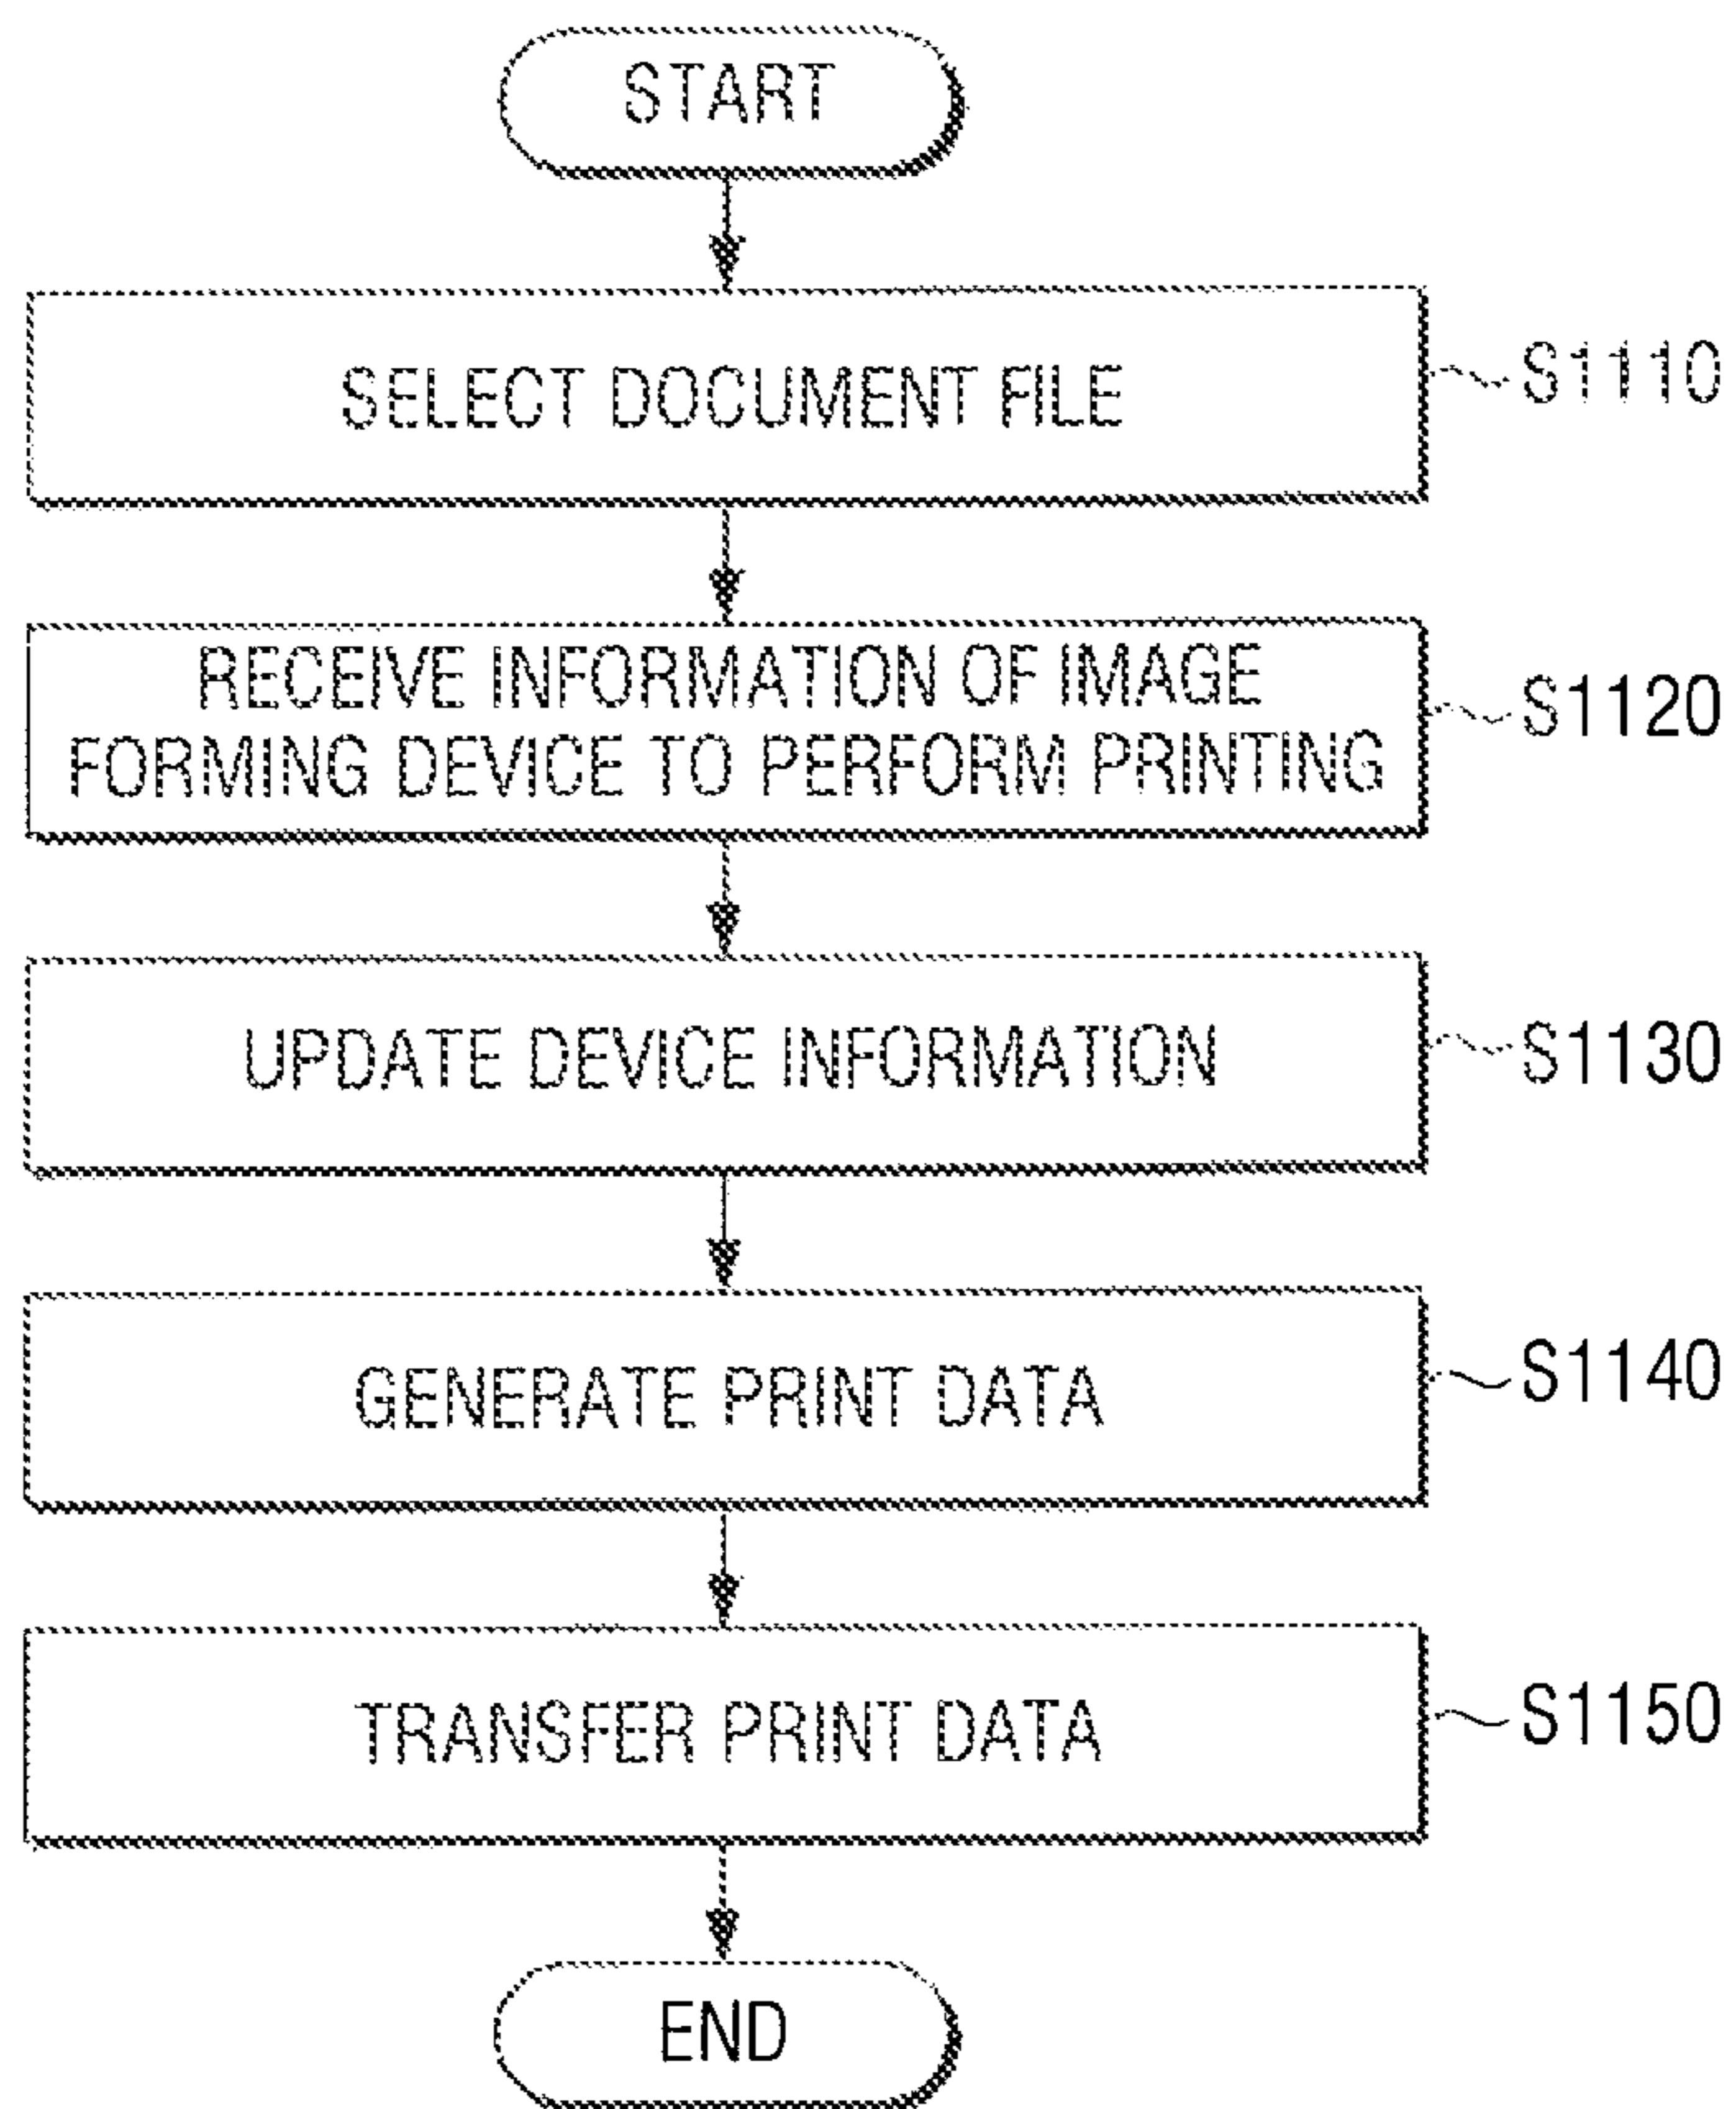 START
SELECT DOCUMENT FILE
S1110
RECEIVE INFORMATION OF IMAGE
FORMING DEVICE TO PERFORM PRINTING
S1120
UPDATE DEVICE INFORMATION
S1130
GENERATE PRINT DATA
S1140
TRANSFER PRINT DATA
S1150
END